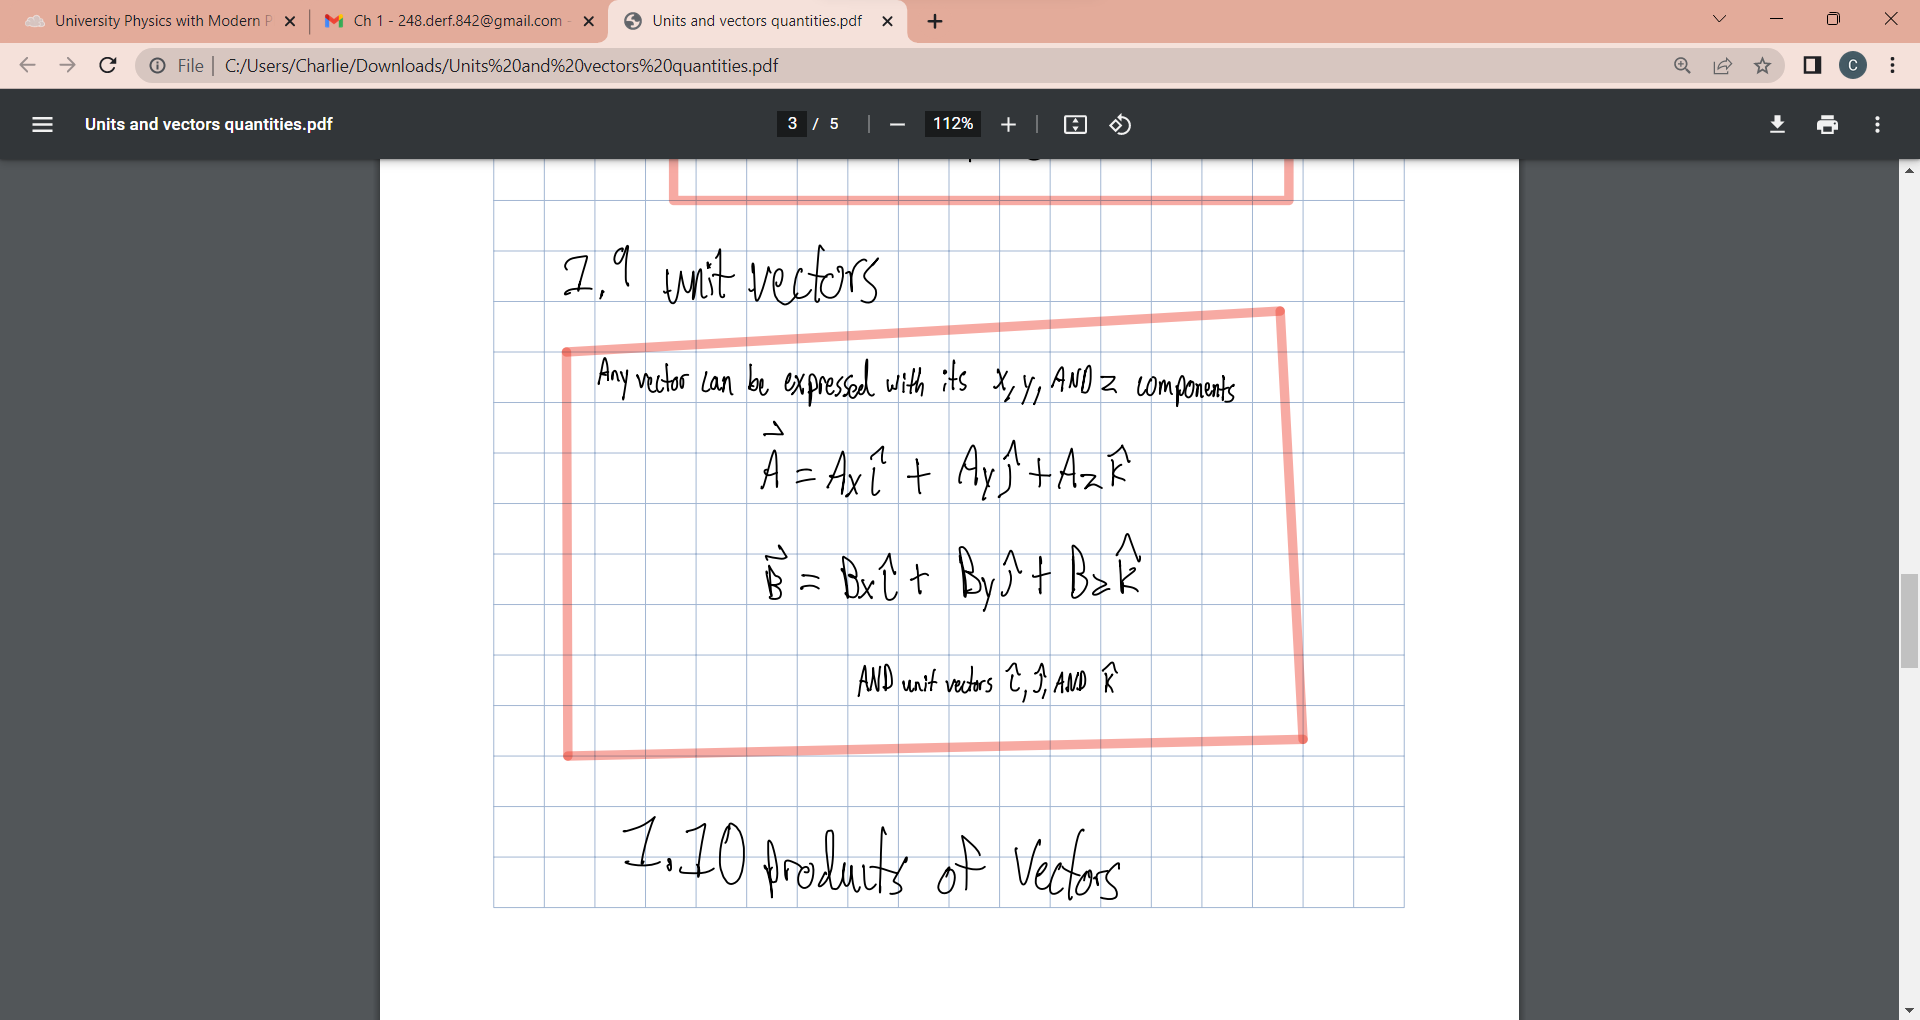 University Physics with Modern P
Ch 1 - 248.derf.842@gmail.com -
Units and vectors quantities.pdf
File | C:/Users/Charlie/Downloads/Units%20and%20vectors%20quantities.pdf
C
Units and vectors quantities.pdf
3 / 5 | − 112% + |
1.9 unit vectors
Any vector can be expressed with its x, y, AND z components
A⃗ = Axî + Ayĵ + Azk̂
B⃗ = Bxî + Byĵ + Bzk̂
AND unit vectors î, ĵ, AND k̂
1.10 products of vectors